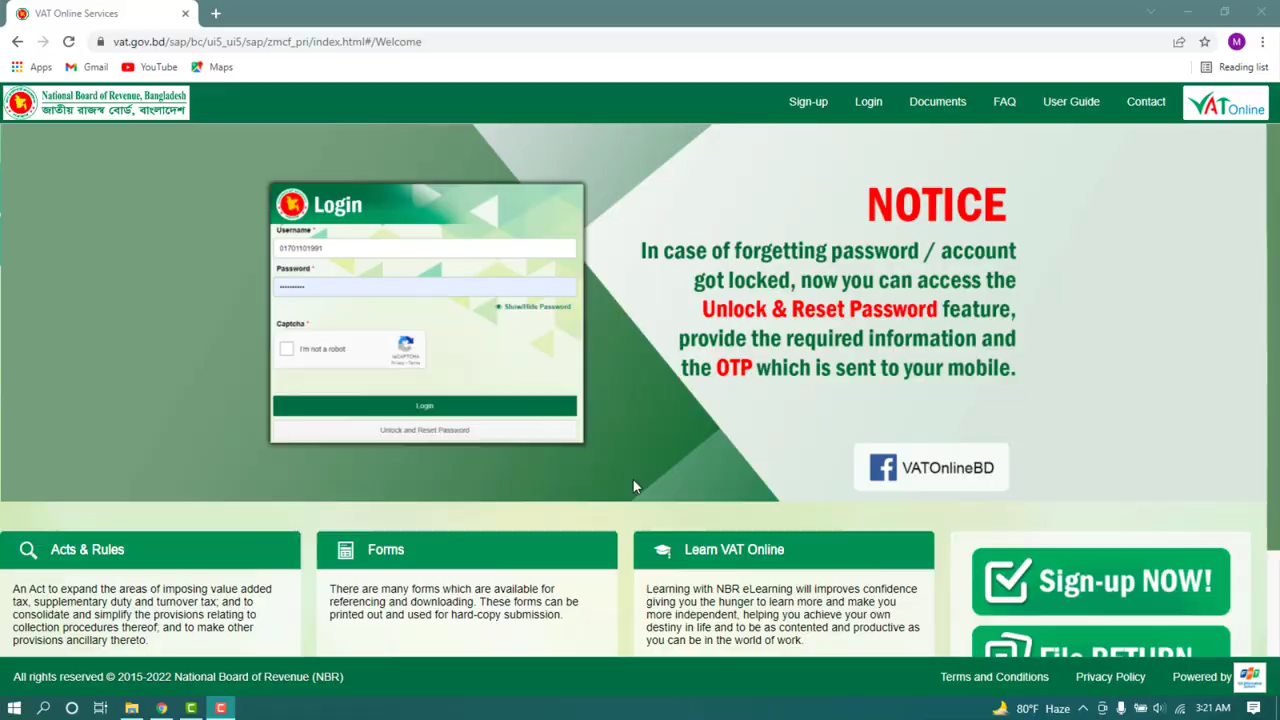 VAT Online Services
vat.gov.bd/sap/bc/ui5_ui5/sap/zmcf_pri/index.html#/Welcome
M
Apps
Gmail
YouTube
Maps
Reading list
National Board of Revenue, Bangladesh
জাতীয় রাজস্ব বোর্ড, বাংলাদেশ
Sign-up
Login
Documents
FAQ
User Guide
Contact
VAT Online
Login
Username *
01701101991
Password *
••••••••••
Show/Hide Password
Captcha *
I'm not a robot
reCAPTCHA
Privacy - Terms
Login
Unlock and Reset Password
NOTICE
In case of forgetting password / account
got locked, now you can access the
Unlock & Reset Password feature,
provide the required information and
the OTP which is sent to your mobile.
VATOnlineBD
Acts & Rules
An Act to expand the areas of imposing value added
tax, supplementary duty and turnover tax; and to
consolidate and simplify the provisions relating to
collection procedures thereof; and to make other
provisions ancillary thereto.
Forms
There are many forms which are available for
referencing and downloading. These forms can be
printed out and used for hard-copy submission.
Learn VAT Online
Learning with NBR eLearning will improves confidence
giving you the hunger to learn more and make you
more independent, helping you achieve your own
destiny in life and to be as contented and productive as
you can be in the world of work.
Sign-up NOW!
File RETURN
All rights reserved © 2015-2022 National Board of Revenue (NBR)
Terms and Conditions
Privacy Policy
Powered by
80°F Haze
3:21 AM